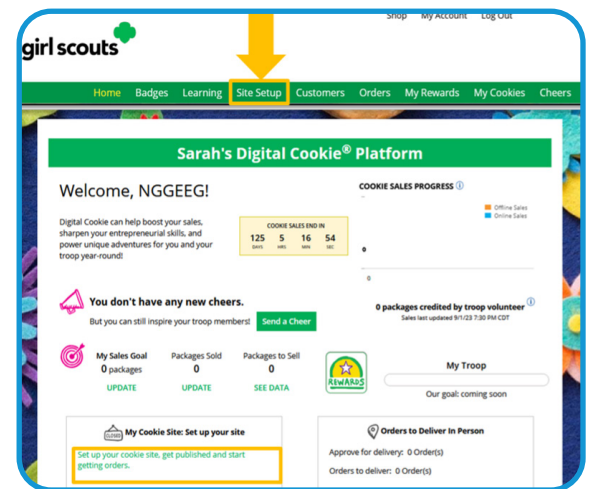 Shop My Account Log Out
girl scouts
Home Badges Learning Site Setup Customers Orders My Rewards My Cookies Cheers
Sarah's Digital Cookie® Platform
Welcome, NGGEEG!
Digital Cookie can help boost your sales,
sharpen your entrepreneurial skills, and
power unique adventures for you and your
troop year-round!
COOKIE SALES END IN
125 5 16 54
DAYS HRS MIN SEC
COOKIE SALES PROGRESS
Offline Sales
Online Sales
0
0
You don't have any new cheers.
But you can still inspire your troop members!
Send a Cheer
0 packages credited by troop volunteer
Sales last updated 9/1/23 7:30 PM CDT
My Sales Goal Packages Sold Packages to Sell
0 packages 0 0
UPDATE UPDATE SEE DATA
REWARDS
My Troop
Our goal: coming soon
CLOSED
My Cookie Site: Set up your site
Set up your cookie site, get published and start
getting orders.
Orders to Deliver In Person
Approve for delivery: 0 Order(s)
Orders to deliver: 0 Order(s)